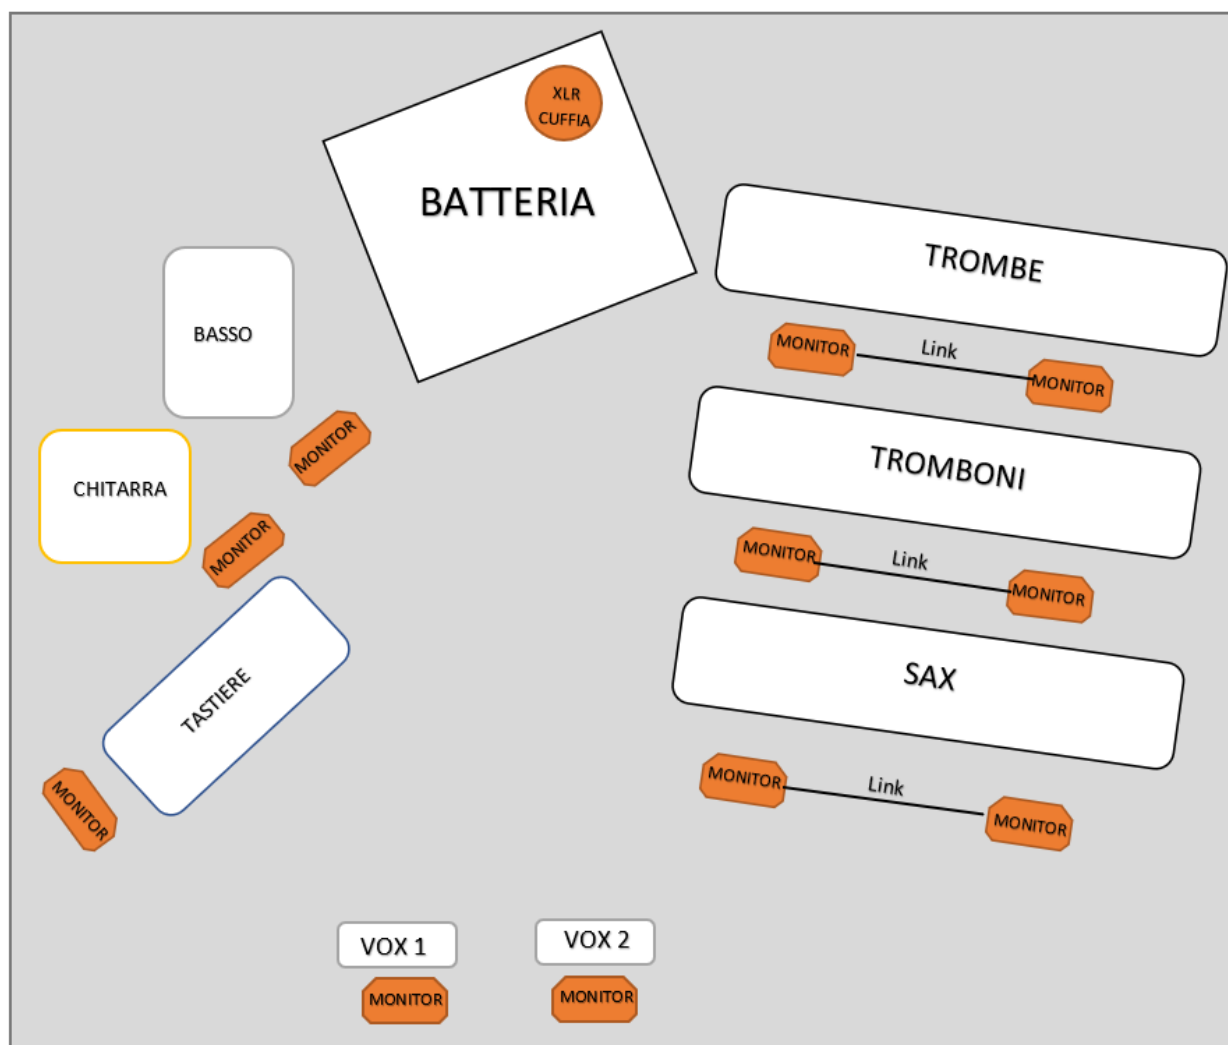 XLR
CUFFIA
BATTERIA
TROMBE
BASSO
MONITOR
Link
MONITOR
MONITOR
CHITARRA
TROMBONI
MONITOR
MONITOR
Link
MONITOR
TASTIERE
SAX
MONITOR
MONITOR
Link
MONITOR
VOX 1
VOX 2
MONITOR
MONITOR